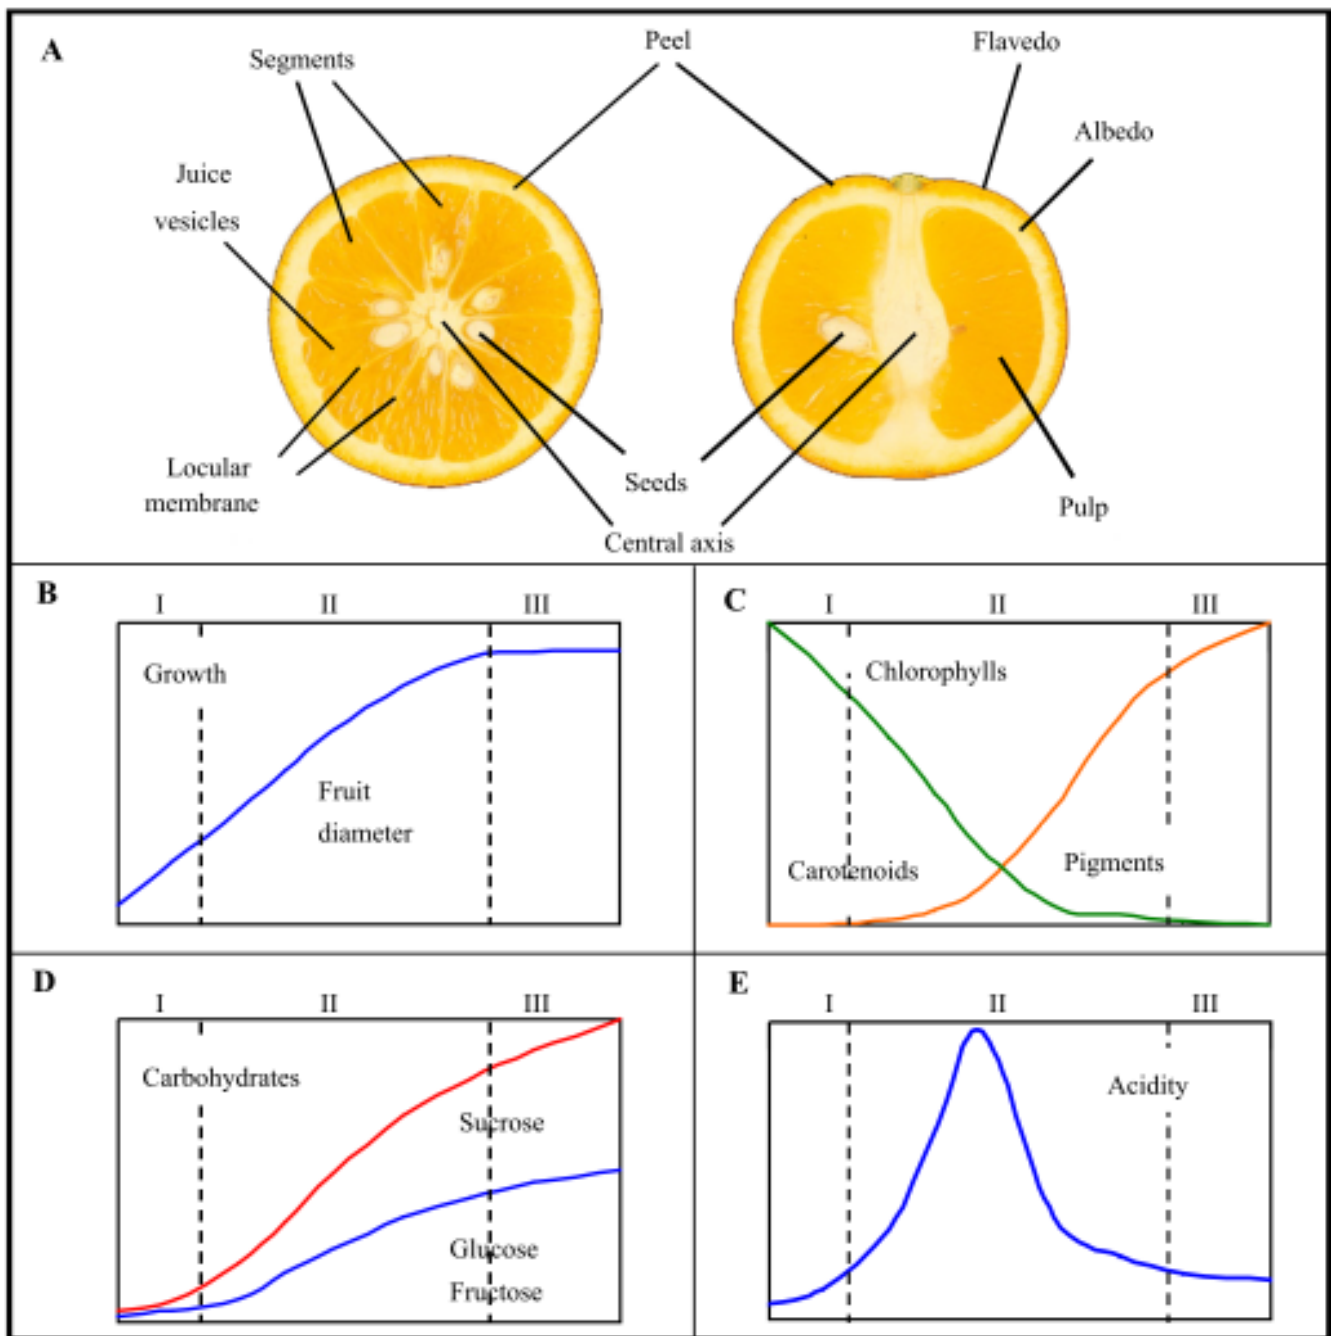 A
Segments
Peel
Flavedo
Albedo
Juice
vesicles
Locular
membrane
Seeds
Central axis
Pulp
B
I II III
Growth
Fruit
diameter
C
I II III
Chlorophylls
Carotenoids
Pigments
D
I II III
Carbohydrates
Sucrose
Glucose
Fructose
E
I II III
Acidity